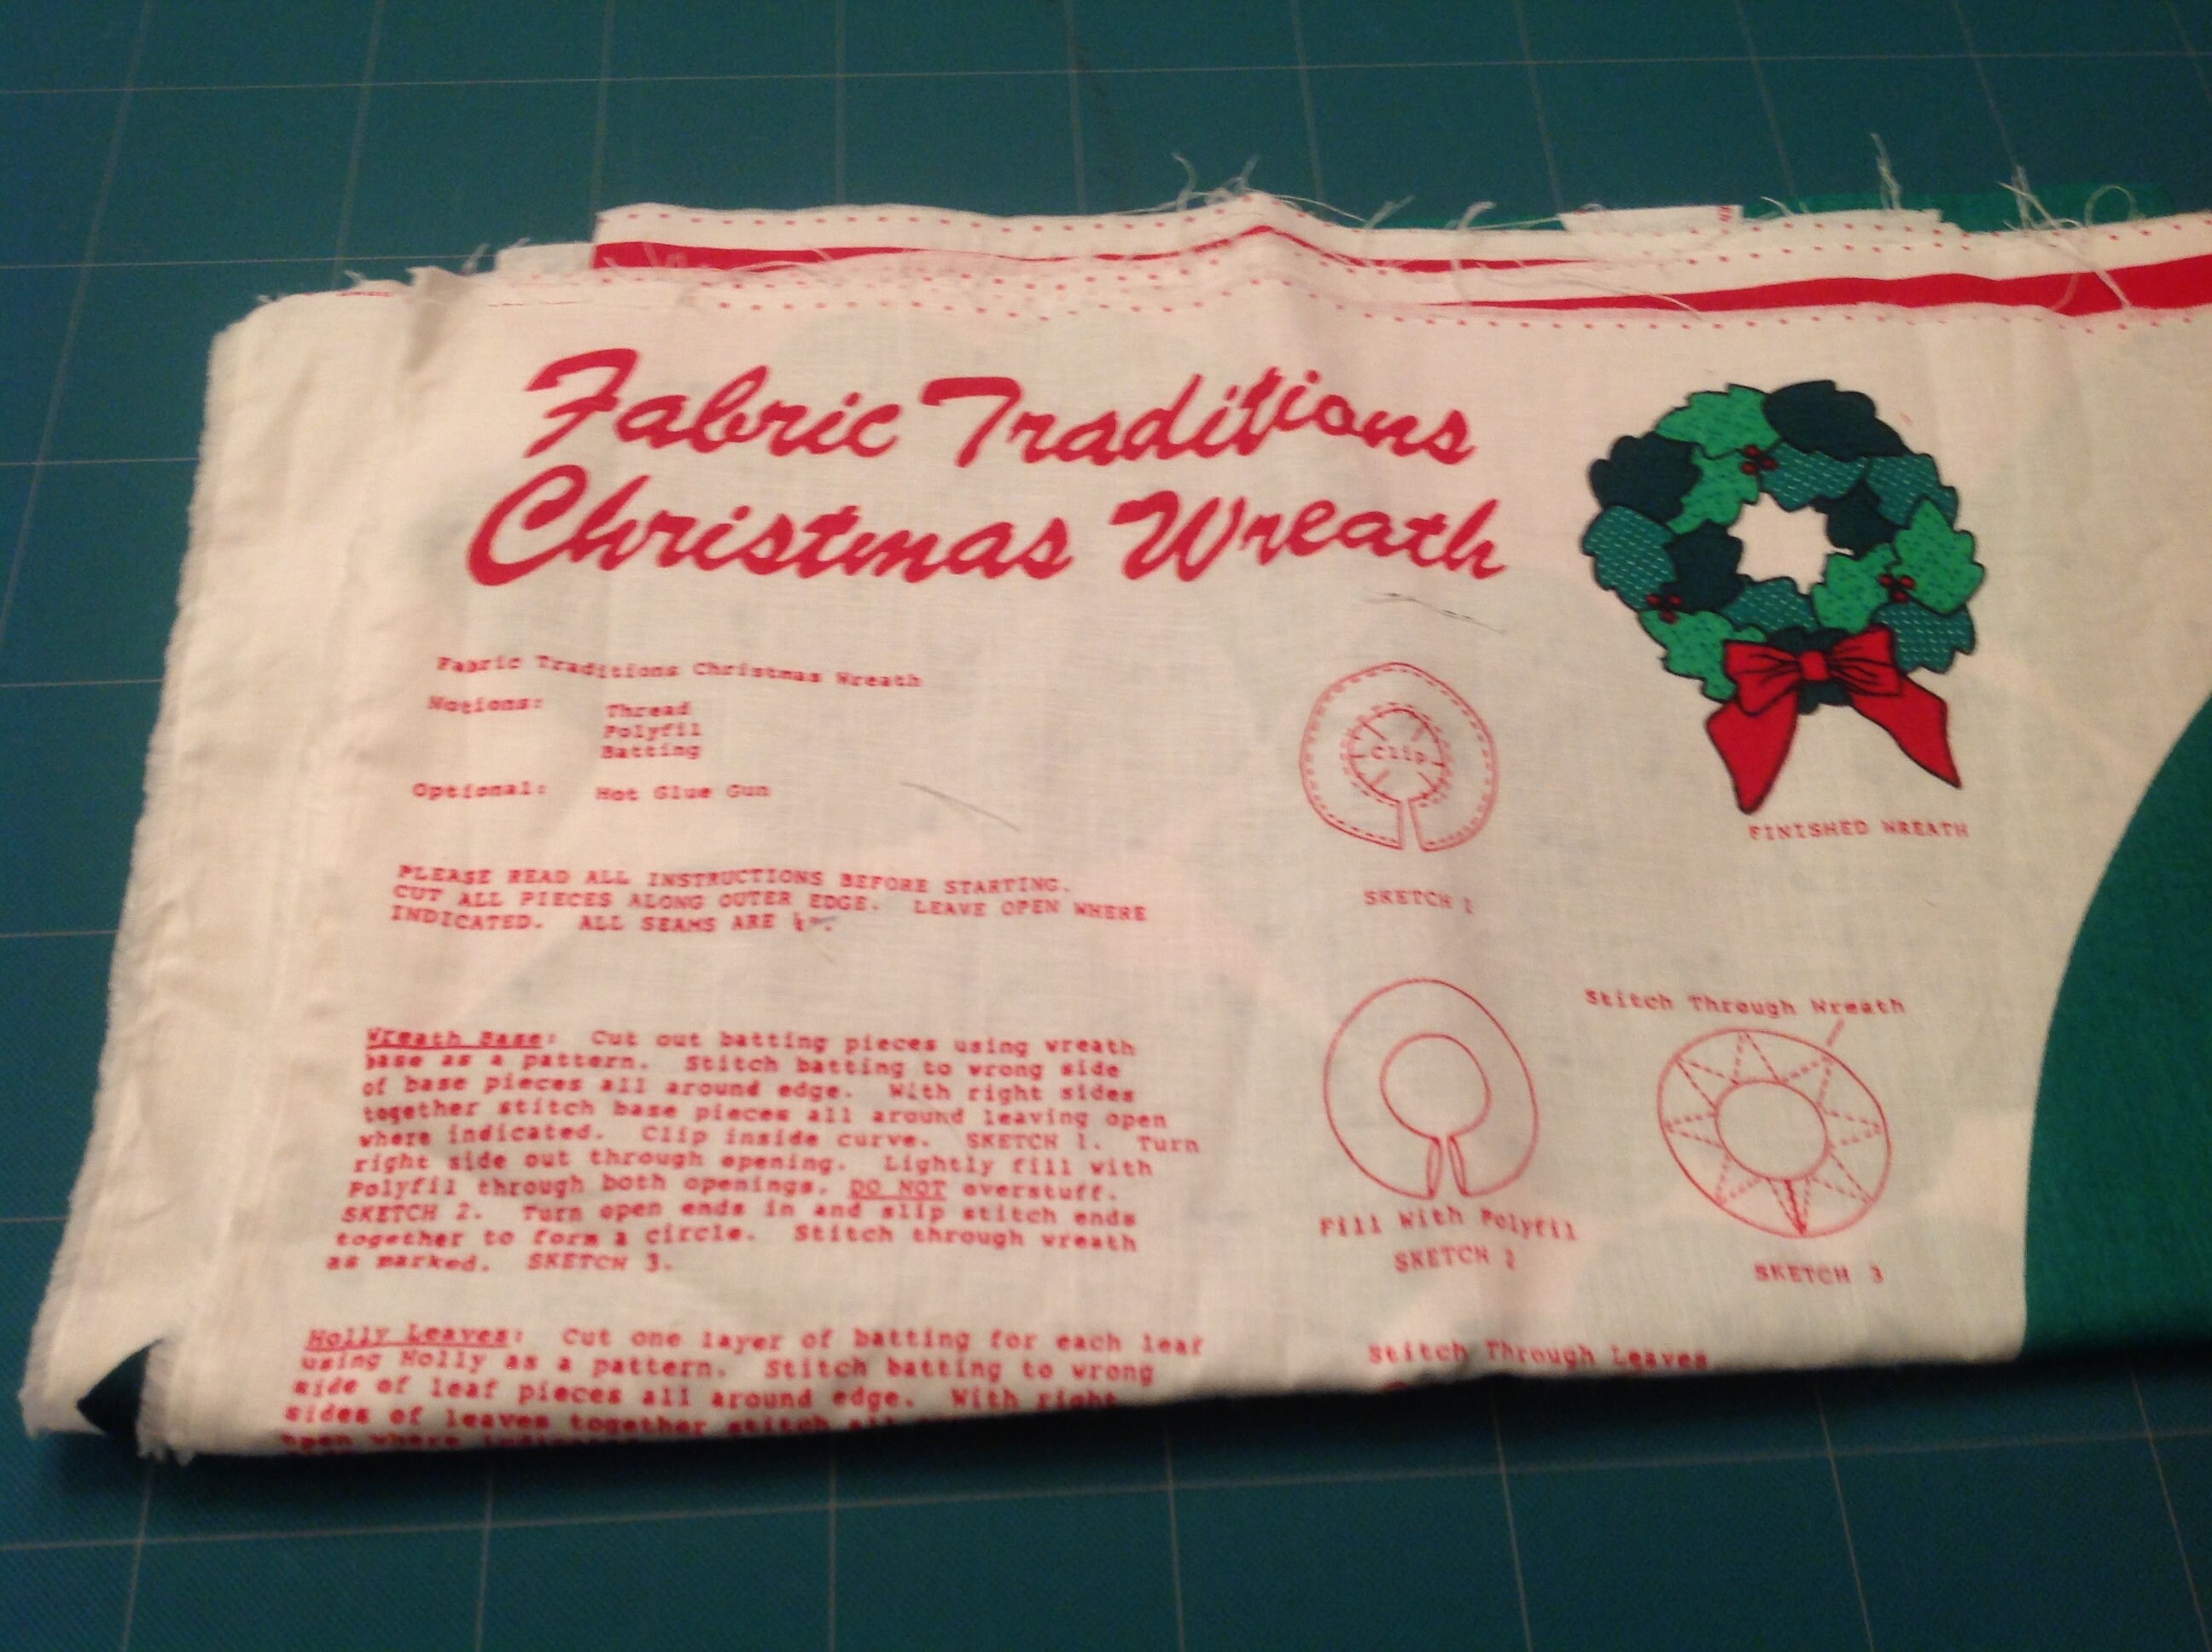 Fabric Traditions
Christmas Wreath
Fabric Traditions Christmas Wreath
Notions: Thread
Polyfil
Batting
Optional: Hot Glue Gun
PLEASE READ ALL INSTRUCTIONS BEFORE STARTING.
CUT ALL PIECES ALONG OUTER EDGE. LEAVE OPEN WHERE
INDICATED. ALL SEAMS ARE
Wreath Base: Cut out batting pieces using wreath
base as a pattern. Stitch batting to wrong side
of base pieces all around edge. With right sides
together stitch base pieces all around leaving open
where indicated. Clip inside curve. SKETCH 1. Turn
right side out through opening. Lightly fill with
Polyfil through both openings. DO NOT overstuff.
SKETCH 2. Turn open ends in and slip stitch ends
together to form a circle. Stitch through wreath
as marked. SKETCH 3.
Holly Leaves: Cut one layer of batting for each leaf
using Holly as a pattern. Stitch batting to wrong
side of leaf pieces all around edge. With right
sides of leaves together stitch
open where
Clip
SKETCH 1
FINISHED WREATH
Fill With Polyfil
SKETCH 2
Stitch Through Wreath
SKETCH 3
Stitch Through Leaves